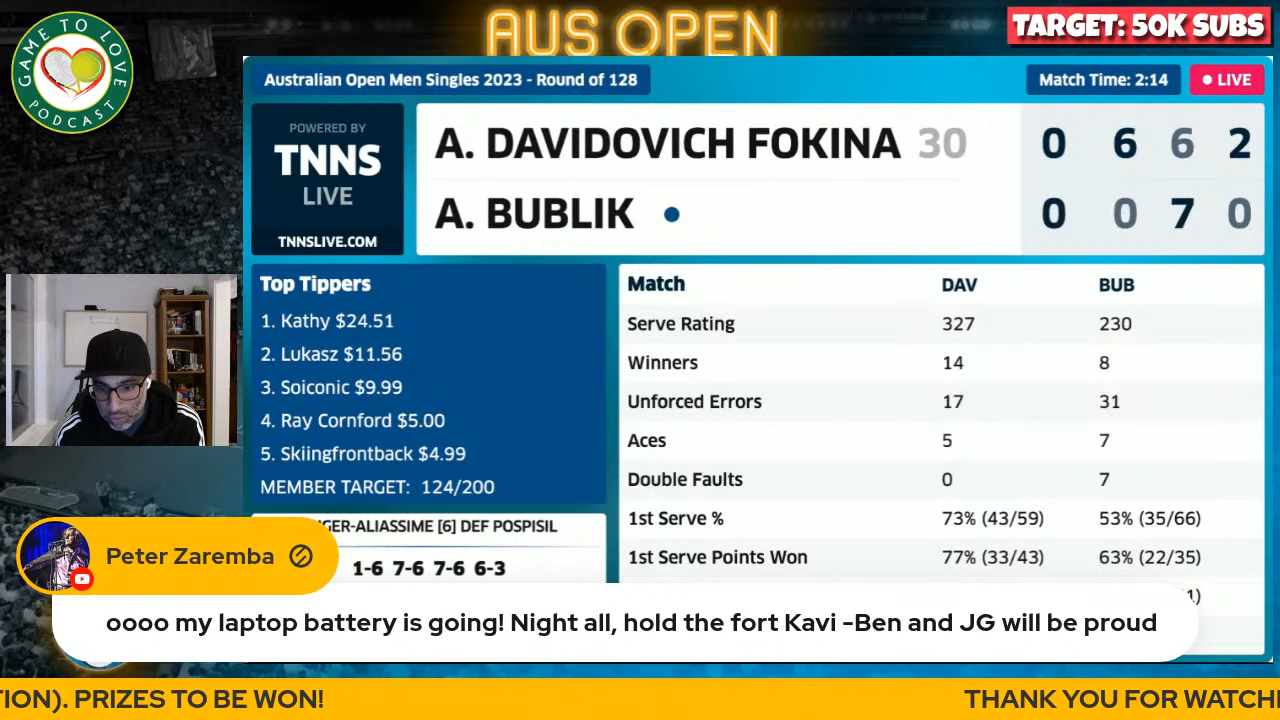 AUS OPEN
TARGET: 50K SUBS
GAME TO LOVE
PODCAST
Australian Open Men Singles 2023 - Round of 128
Match Time: 2:14
LIVE
POWERED BY
TNNS
LIVE
TNNSLIVE.COM
A. DAVIDOVICH FOKINA 30 0 6 6 2
A. BUBLIK 0 0 7 0
Top Tippers
1. Kathy $24.51
2. Lukasz $11.56
3. Soiconic $9.99
4. Ray Cornford $5.00
5. Skiingfrontback $4.99
MEMBER TARGET: 124/200
GER-ALIASSIME [6] DEF POSPISIL
1-6 7-6 7-6 6-3
Match DAV BUB
Serve Rating 327 230
Winners 14 8
Unforced Errors 17 31
Aces 5 7
Double Faults 0 7
1st Serve % 73% (43/59) 53% (35/66)
1st Serve Points Won 77% (33/43) 63% (22/35)
Peter Zaremba
oooo my laptop battery is going! Night all, hold the fort Kavi -Ben and JG will be proud
TION). PRIZES TO BE WON!
THANK YOU FOR WATCHI